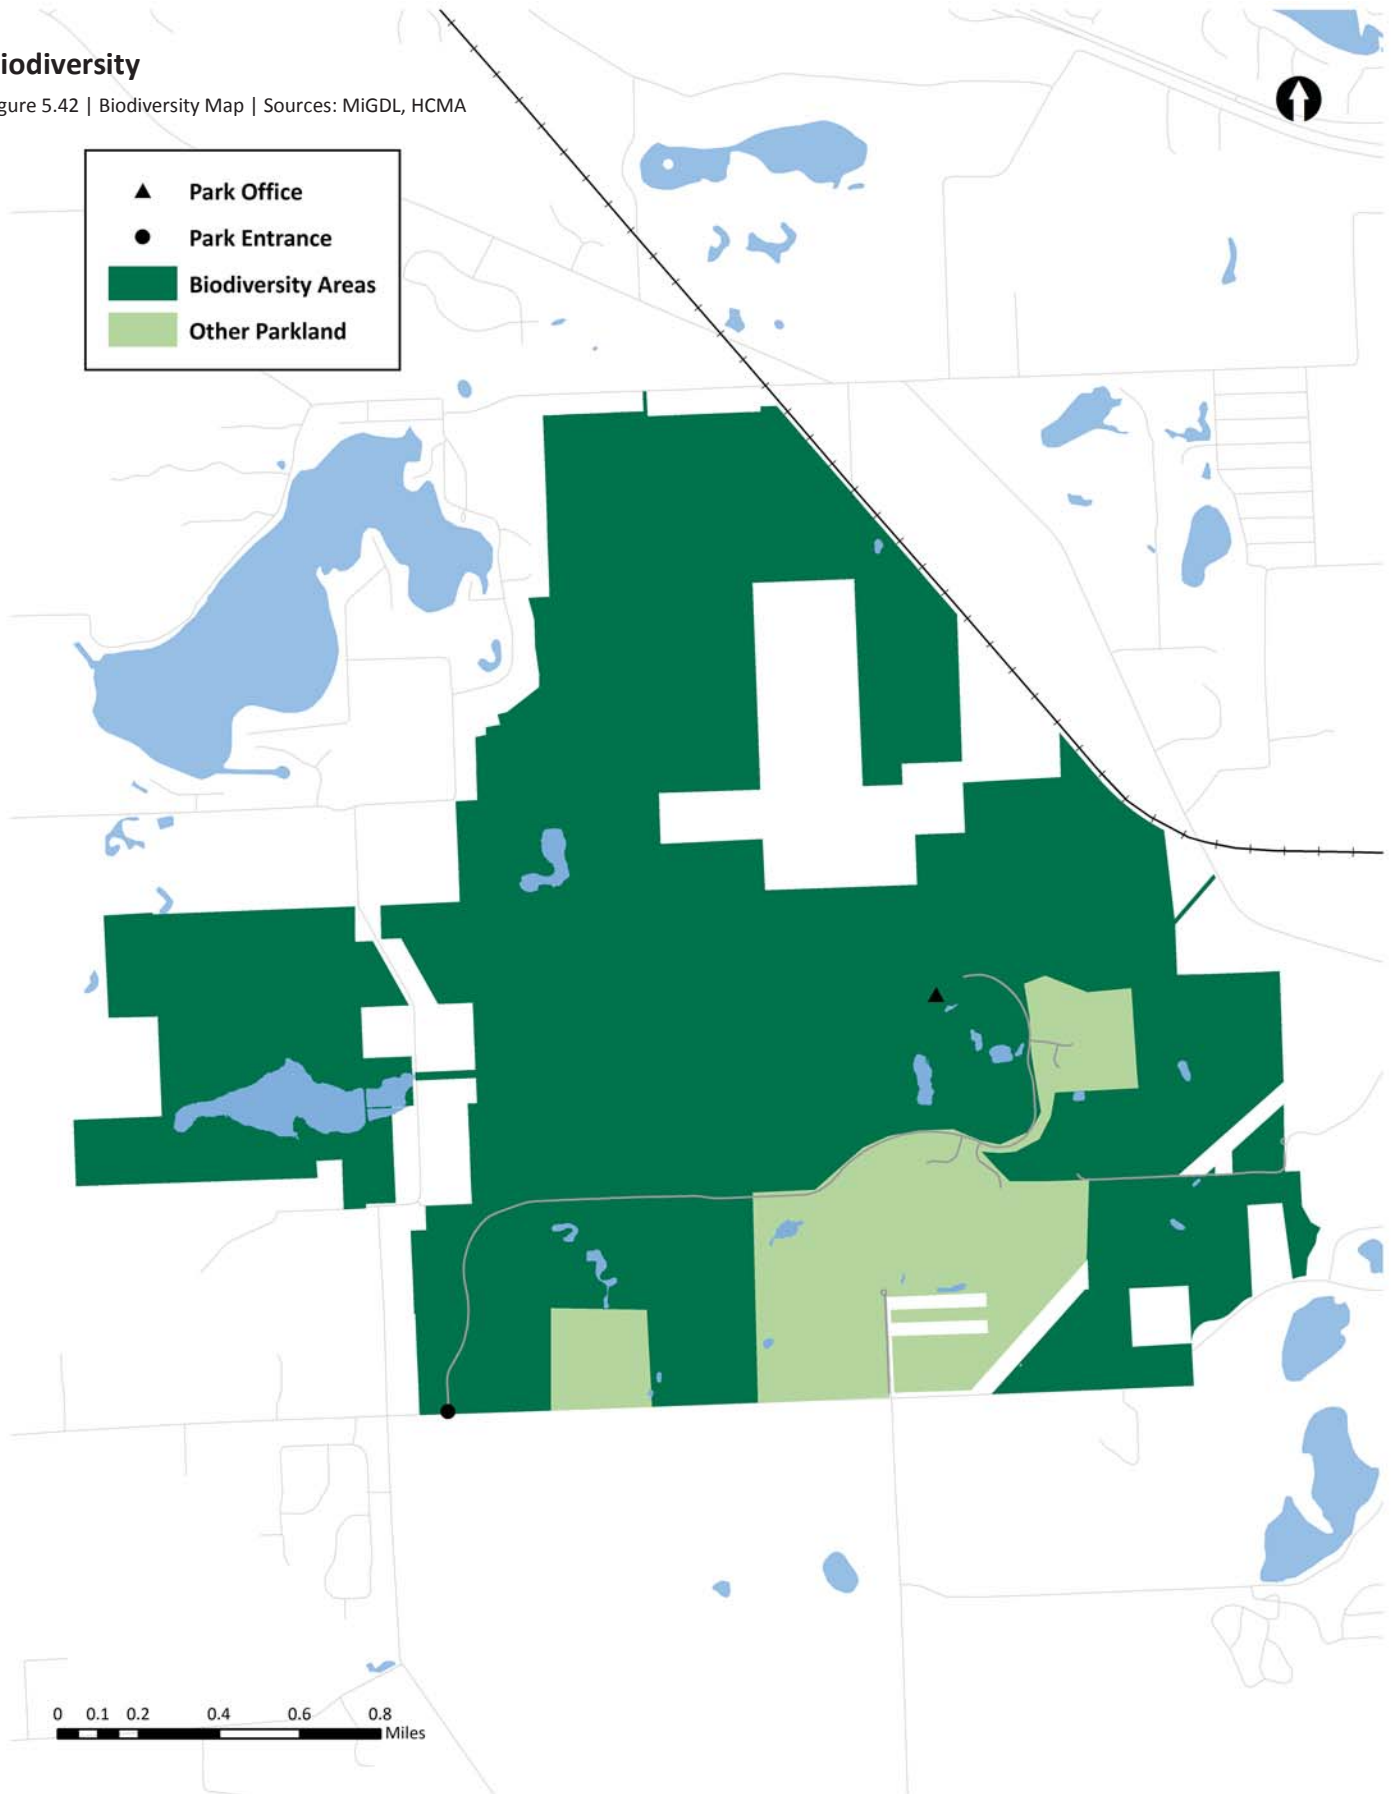 iodiversity
gure 5.42 | Biodiversity Map | Sources: MiGDL, HCMA
Park Office
Park Entrance
Biodiversity Areas
Other Parkland
0 0.1 0.2 0.4 0.6 0.8
Miles